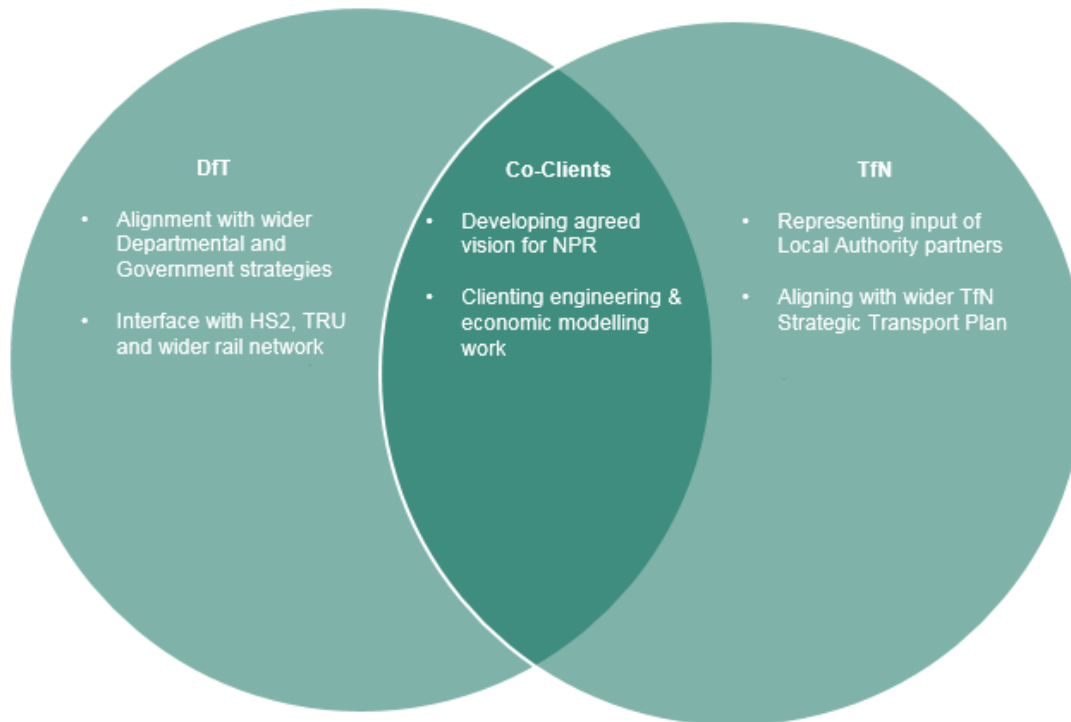 DfT
• Alignment with wider
Departmental and
Government strategies
• Interface with HS2, TRU
and wider rail network
Co-Clients
• Developing agreed
vision for NPR
• Clienting engineering &
economic modelling
work
TfN
• Representing input of
Local Authority partners
• Aligning with wider TfN
Strategic Transport Plan